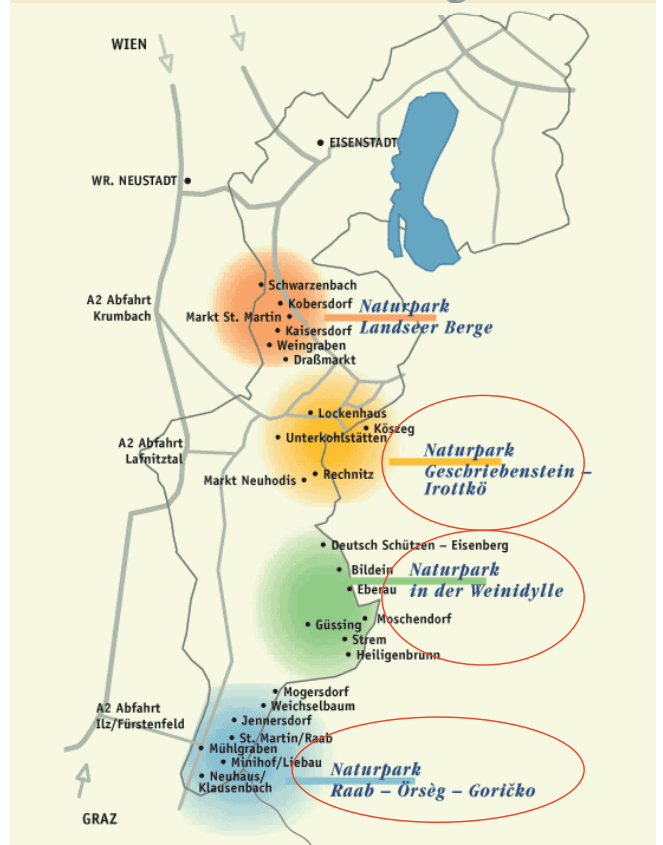 WIEN
EISENSTADT
WR. NEUSTADT
Schwarzenbach
A2 Abfahrt
Krumbach
Kobersdorf
Markt St. Martin
Naturpark
Landseer Berge
Kaisersdorf
Weingraben
Draßmarkt
Lockenhaus
Köszeg
Unterkohlstätten
A2 Abfahrt
Lafnitztal
Naturpark
Geschriebenstein –
Irottkö
Rechnitz
Markt Neuhodis
Deutsch Schützen – Eisenberg
Bildein
Naturpark
in der Weinidylle
Eberau
Moschendorf
Güssing
Strem
Heiligenbrunn
Mogersdorf
Weichselbaum
A2 Abfahrt
Ilz/Fürstenfeld
Jennersdorf
St. Martin/Raab
Mühlgraben
Minihof/Liebau
Naturpark
Raab – Örsèg – Goričko
Neuhaus/
Klausenbach
GRAZ